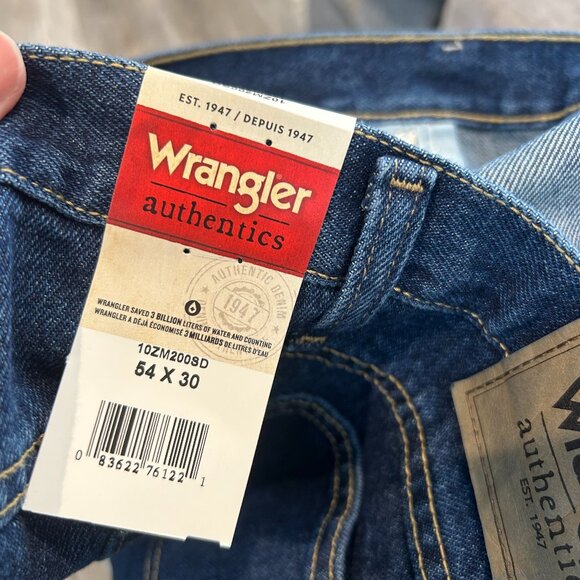 EST. 1947 / DEPUIS 1947
Wrangler
authentics
AUTHENTIC DENIM
1947
WRANGLER SAVED 3 BILLION LITERS OF WATER AND COUNTING
WRANGLER A DÉJÀ ÉCONOMISÉ 3 MILLIARDS DE LITRES D'EAU
10ZM200SD
54 X 30
0 83622 76122 1
authentics
EST. 1947